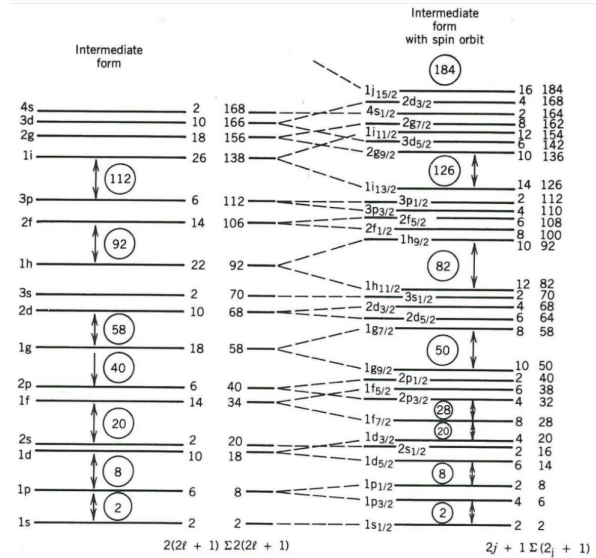 Intermediate
form
Intermediate
form
with spin orbit
184
1j15/2 16 184
4s 2 168 2d3/2 4 168
3d 10 166 4s1/2 2 164
2g 18 156 2g7/2 8 162
1i11/2 12 154
3d5/2 6 142
1i 26 138 2g9/2 10 136
112 126
1i13/2 14 126
3p 6 112 3p1/2 2 112
3p3/2 4 110
2f 14 106 2f5/2 6 108
2f1/2 8 100
92 1h9/2 10 92
1h 22 92 82
1h11/2 12 82
3s 2 70 3s1/2 2 70
2d 10 68 2d3/2 4 68
2d5/2 6 64
58 1g7/2 8 58
1g 18 58 50
40 1g9/2 10 50
2p 6 40 2p1/2 2 40
1f5/2 6 38
1f 14 34 2p3/2 4 32
28
20 1f7/2 8 28
20
2s 2 20 1d3/2 4 20
1d 10 18 2s1/2 2 16
8 1d5/2 6 14
8
1p 6 8 1p1/2 2 8
1p3/2 4 6
2 2
1s 2 2 1s1/2 2 2
2(2ℓ + 1) Σ2(2ℓ + 1) 2j + 1 Σ(2j + 1)